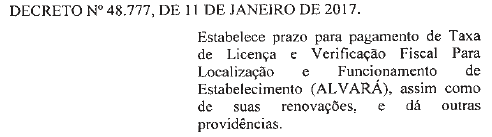 DECRETO Nº 48.777, DE 11 DE JANEIRO DE 2017.
Estabelece prazo para pagamento de Taxa
de Licença e Verificação Fiscal Para
Localização e Funcionamento de
Estabelecimento (ALVARÁ), assim como
de suas renovações, e dá outras
providências.